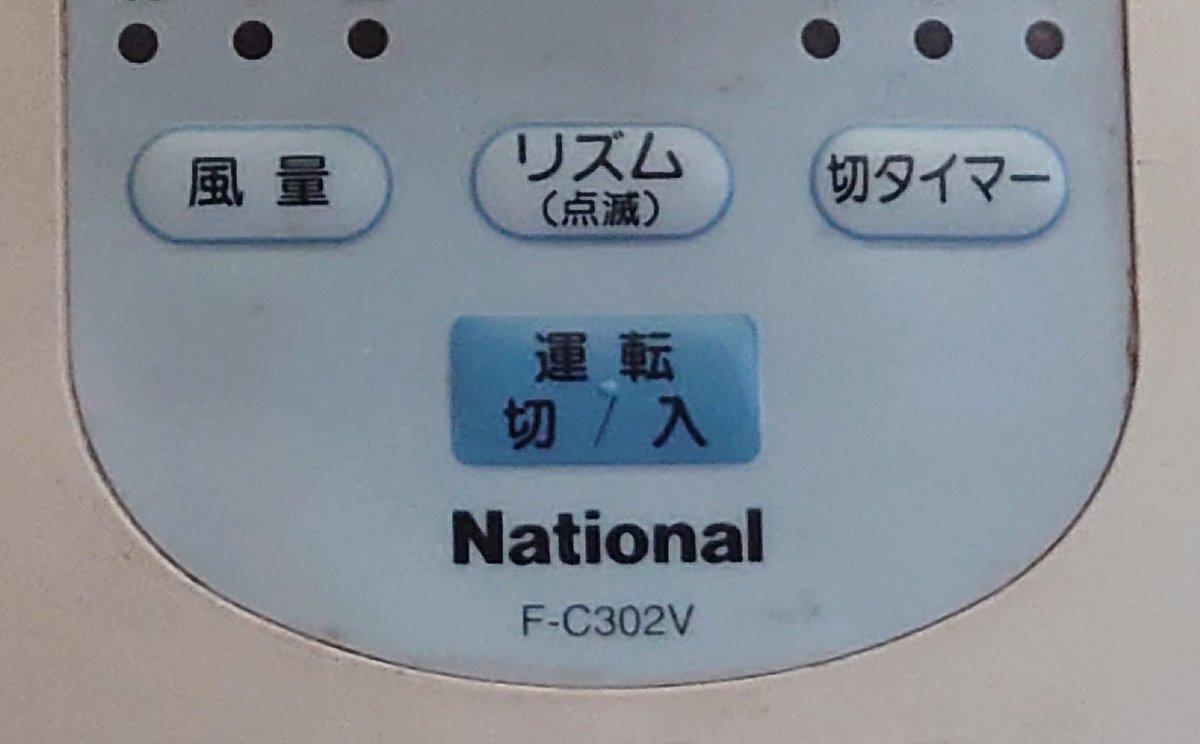 風量
リズム
(点滅)
切タイマー
運転
切 / 入
National
F-C302V